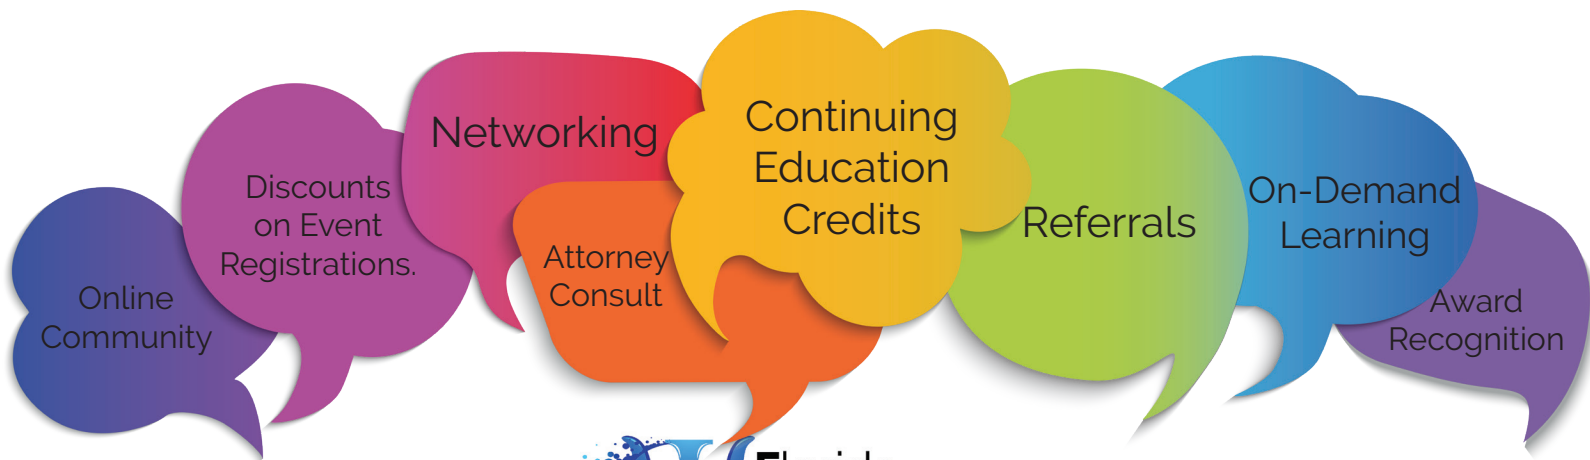 Online
Community
Discounts
on Event
Registrations.
Networking
Attorney
Consult
Continuing
Education
Credits
Referrals
On-Demand
Learning
Award
Recognition